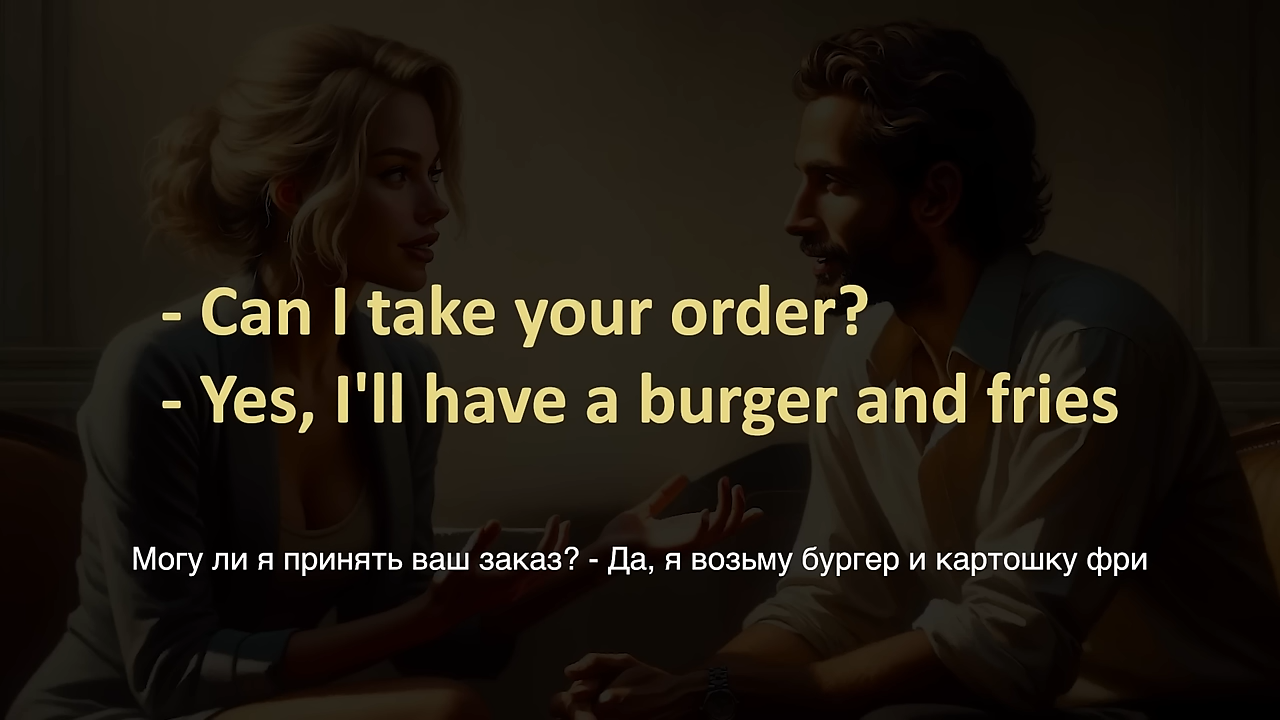 - Can I take your order?
- Yes, I'll have a burger and fries
Могу ли я принять ваш заказ? - Да, я возьму бургер и картошку фри